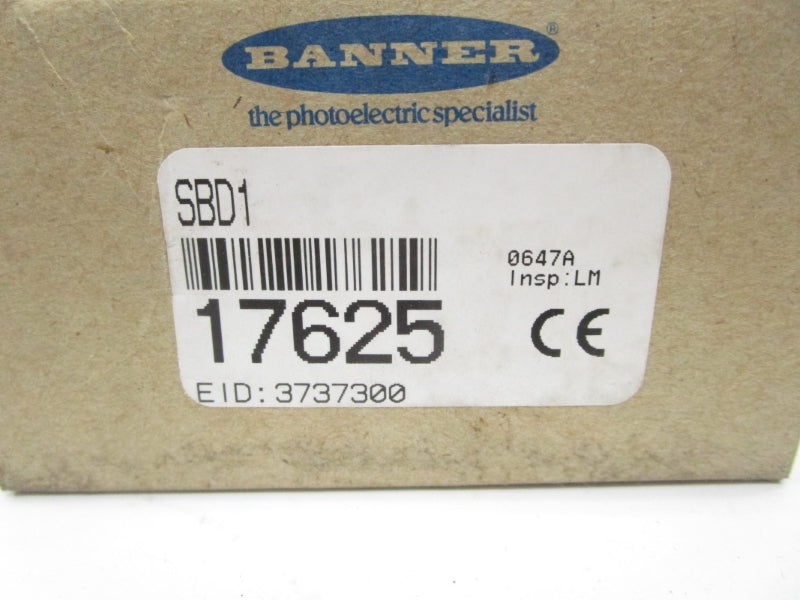 BANNER®
the photoelectric specialist
SBD1
0647A
Insp:LM
17625
CE
EID:3737300